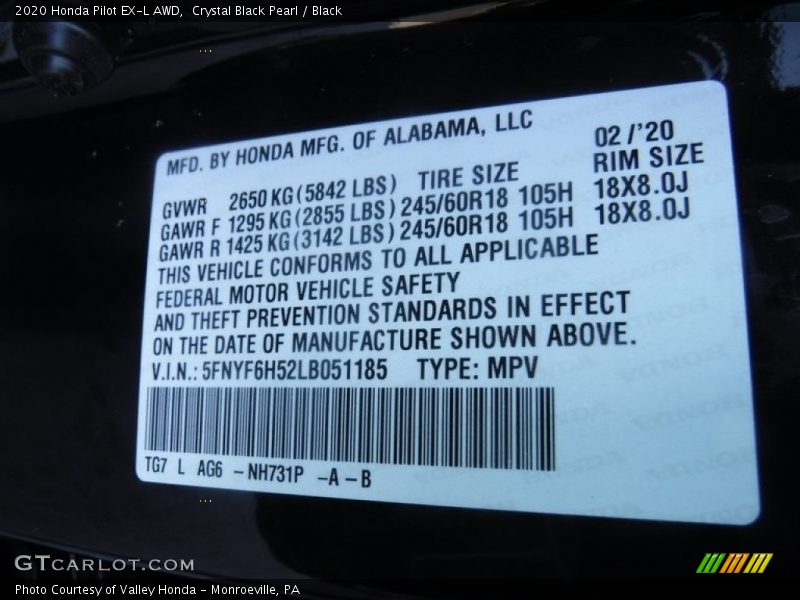 2020 Honda Pilot EX-L AWD,  Crystal Black Pearl / Black
MFD. BY HONDA MFG. OF ALABAMA, LLC
02 /'20
GVWR 2650 KG (5842 LBS) TIRE SIZE RIM SIZE
GAWR F 1295 KG (2855 LBS) 245/60R18 105H 18X8.0J
GAWR R 1425 KG (3142 LBS) 245/60R18 105H 18X8.0J
THIS VEHICLE CONFORMS TO ALL APPLICABLE
FEDERAL MOTOR VEHICLE SAFETY
AND THEFT PREVENTION STANDARDS IN EFFECT
ON THE DATE OF MANUFACTURE SHOWN ABOVE.
V.I.N.: 5FNYF6H52LB051185 TYPE: MPV
TG7 L AG6 -NH731P -A-B
GTCARLOT.COM
Photo Courtesy of Valley Honda - Monroeville, PA